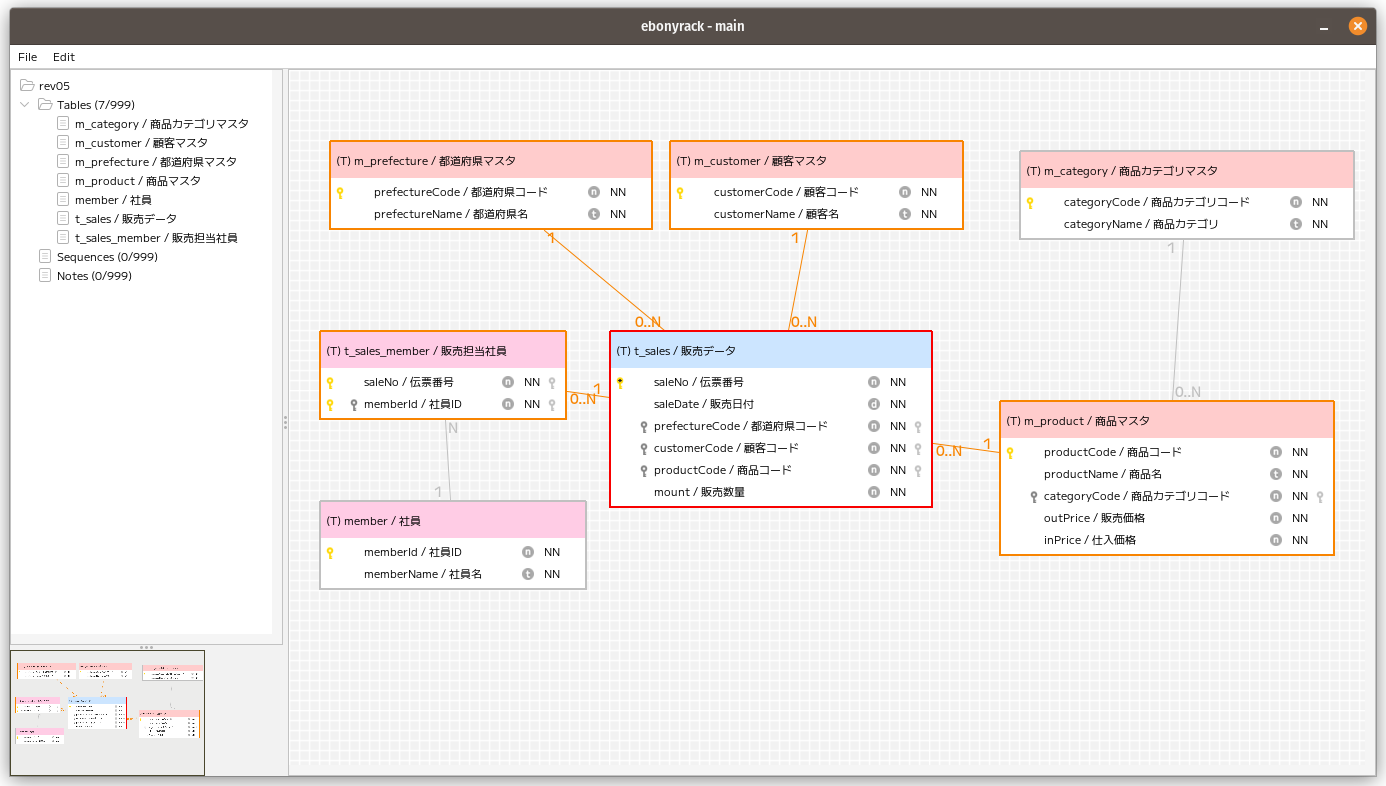 ebonyrack - main
File Edit
rev05
Tables (7/999)
m_category / 商品カテゴリマスタ
m_customer / 顧客マスタ
m_prefecture / 都道府県マスタ
m_product / 商品マスタ
member / 社員
t_sales / 販売データ
t_sales_member / 販売担当社員
Sequences (0/999)
Notes (0/999)
(T) m_prefecture / 都道府県マスタ
prefectureCode / 都道府県コード n NN
prefectureName / 都道府県名 t NN
1
0..N
(T) m_customer / 顧客マスタ
customerCode / 顧客コード n NN
customerName / 顧客名 t NN
1
0..N
(T) m_category / 商品カテゴリマスタ
categoryCode / 商品カテゴリコード n NN
categoryName / 商品カテゴリ t NN
1
0..N
(T) t_sales_member / 販売担当社員
saleNo / 伝票番号 n NN
memberId / 社員ID n NN
0..N
1
N
1
(T) t_sales / 販売データ
saleNo / 伝票番号 n NN
saleDate / 販売日付 d NN
prefectureCode / 都道府県コード n NN
customerCode / 顧客コード n NN
productCode / 商品コード n NN
mount / 販売数量 n NN
0..N
1
(T) m_product / 商品マスタ
productCode / 商品コード n NN
productName / 商品名 t NN
categoryCode / 商品カテゴリコード n NN
outPrice / 販売価格 n NN
inPrice / 仕入価格 n NN
(T) member / 社員
memberId / 社員ID n NN
memberName / 社員名 t NN